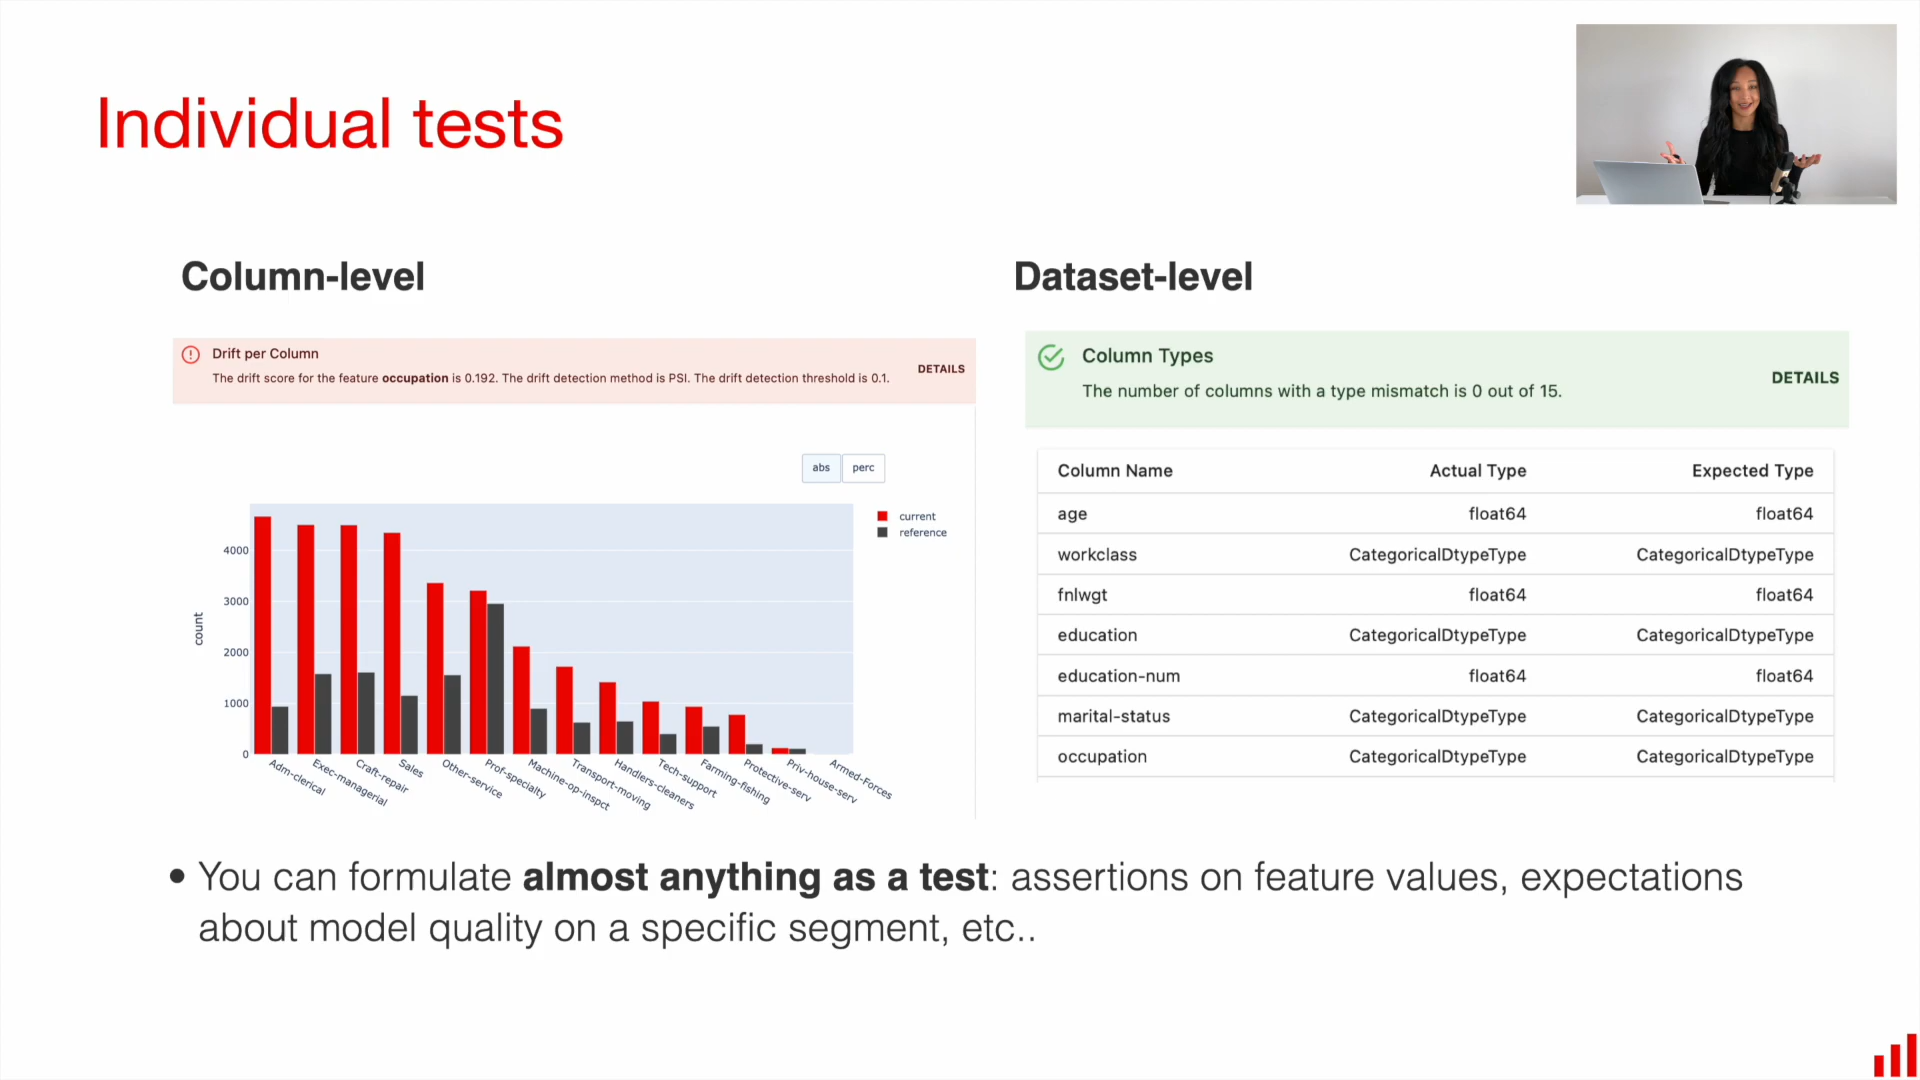 Individual tests
Column-level
Drift per Column
The drift score for the feature occupation is 0.192. The drift detection method is PSI. The drift detection threshold is 0.1.
DETAILS
abs
perc
current
reference
count
4000
3000
2000
1000
0
Adm-clerical
Exec-managerial
Craft-repair
Sales
Other-service
Prof-specialty
Machine-op-inspct
Transport-moving
Handlers-cleaners
Tech-support
Farming-fishing
Protective-serv
Priv-house-serv
Armed-Forces
Dataset-level
Column Types
The number of columns with a type mismatch is 0 out of 15.
DETAILS
Column Name Actual Type Expected Type
age float64 float64
workclass CategoricalDtypeType CategoricalDtypeType
fnlwgt float64 float64
education CategoricalDtypeType CategoricalDtypeType
education-num float64 float64
marital-status CategoricalDtypeType CategoricalDtypeType
occupation CategoricalDtypeType CategoricalDtypeType
• You can formulate almost anything as a test: assertions on feature values, expectations
about model quality on a specific segment, etc..